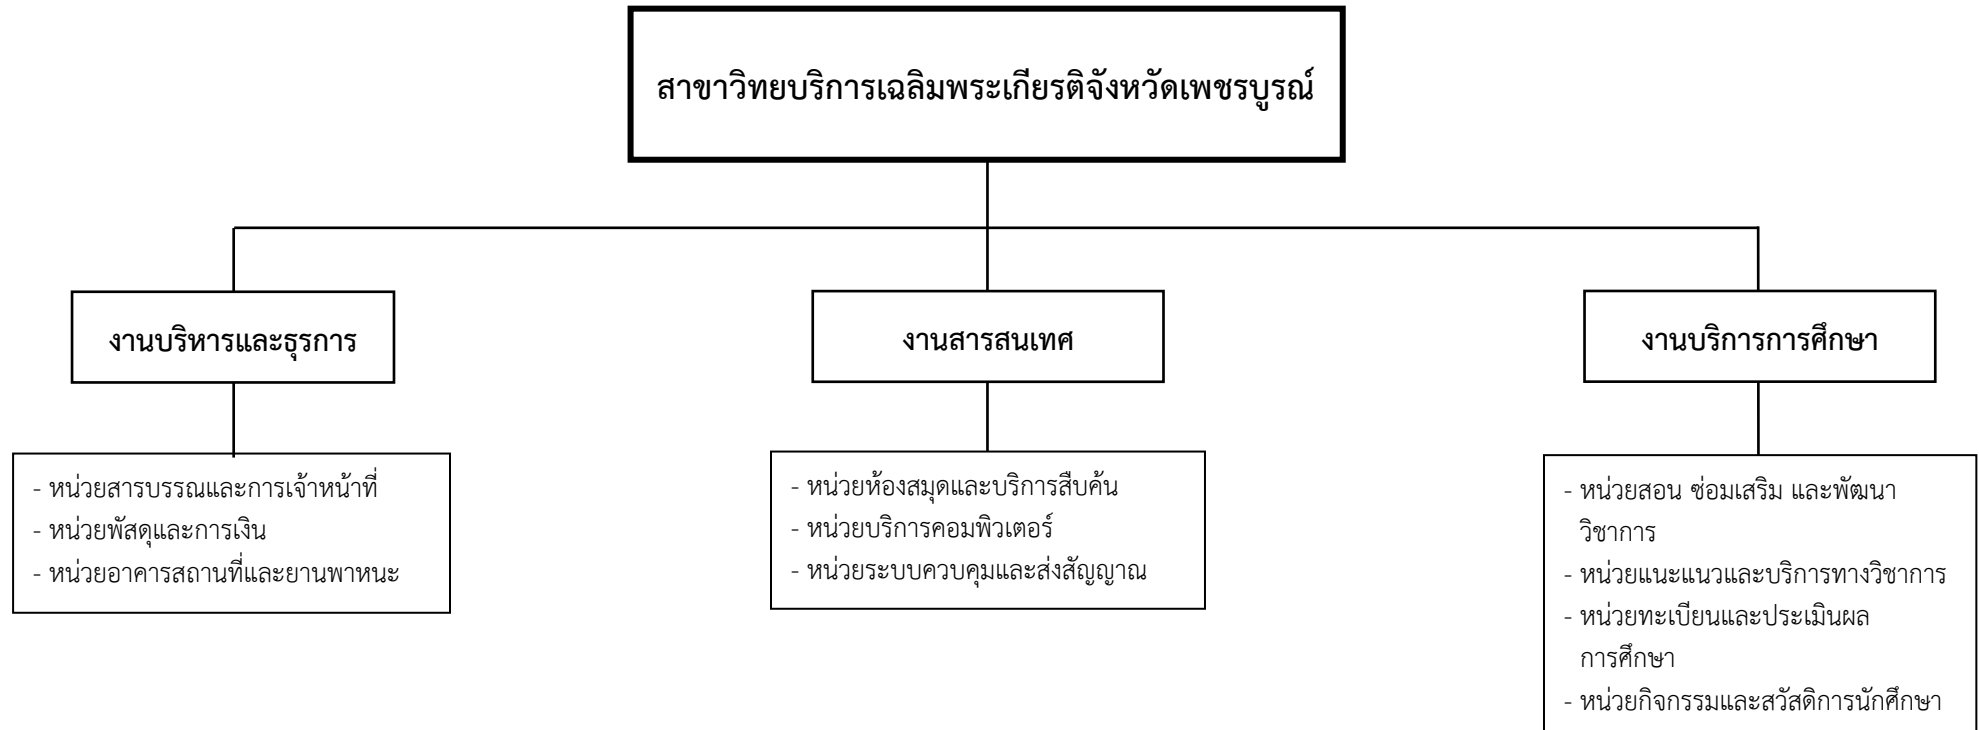 สาขาวิทยบริการเฉลิมพระเกียรติจังหวัดเพชรบูรณ์
งานบริหารและธุรการ
งานสารสนเทศ
งานบริการการศึกษา
- หน่วยสารบรรณและการเจ้าหน้าที่
- หน่วยพัสดุและการเงิน
- หน่วยอาคารสถานที่และยานพาหนะ
- หน่วยห้องสมุดและบริการสืบค้น
- หน่วยบริการคอมพิวเตอร์
- หน่วยระบบควบคุมและส่งสัญญาณ
- หน่วยสอน ซ่อมเสริม และพัฒนา
วิชาการ
- หน่วยแนะแนวและบริการทางวิชาการ
- หน่วยทะเบียนและประเมินผล
การศึกษา
- หน่วยกิจกรรมและสวัสดิการนักศึกษา